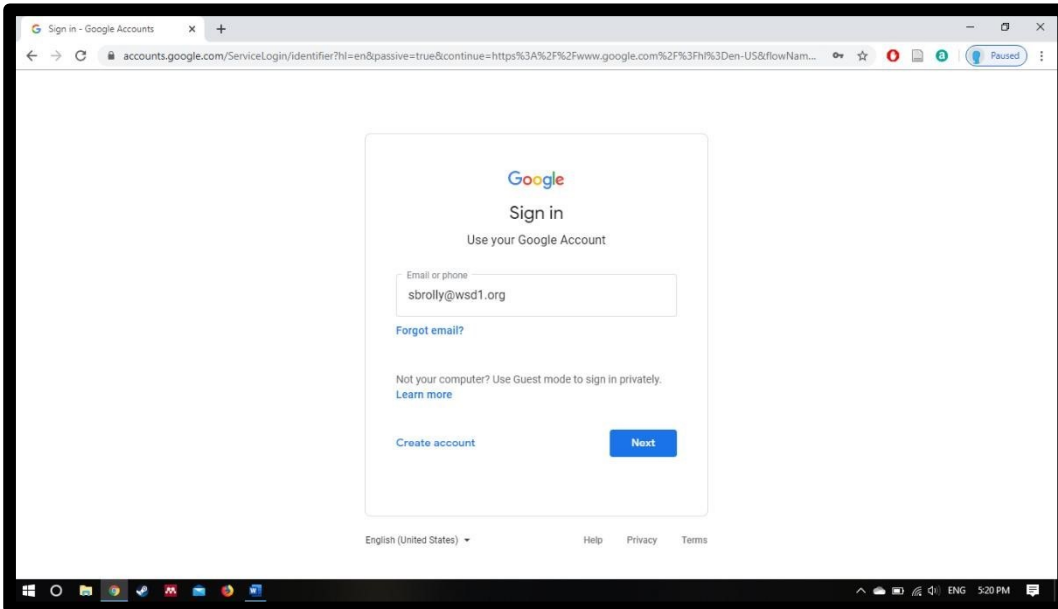 Sign in - Google Accounts
accounts.google.com/ServiceLogin/identifier?hl=en&passive=true&continue=https%3A%2F%2Fwww.google.com%2F%3Fhl%3Den-US&flowNam...
Paused
Google
Sign in
Use your Google Account
Email or phone
sbrolly@wsd1.org
Forgot email?
Not your computer? Use Guest mode to sign in privately.
Learn more
Create account
Next
English (United States)
Help Privacy Terms
ENG 5:20 PM